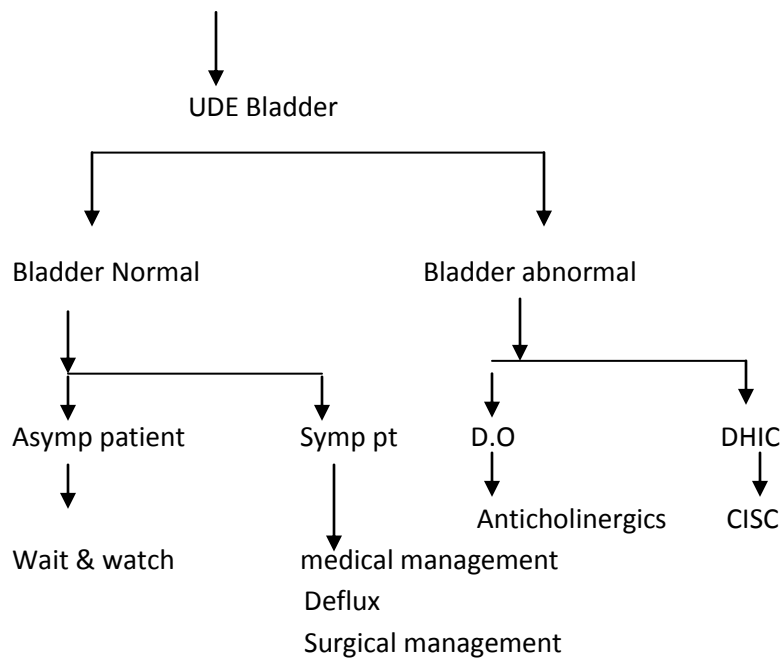 UDE Bladder
Bladder Normal
Bladder abnormal
Asymp patient
Symp pt
D.O
DHIC
Anticholinergics
CISC
Wait & watch
medical management
Deflux
Surgical management